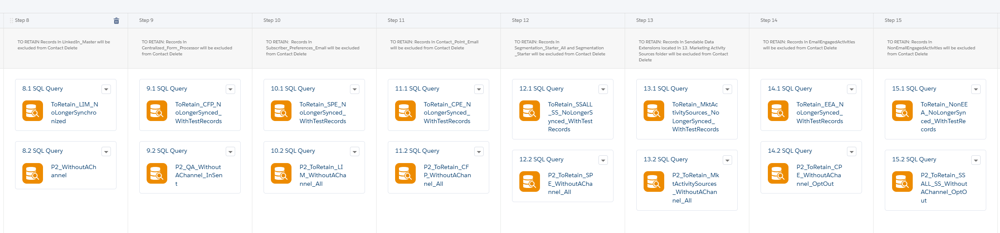 Step 8
Step 9
Step 10
Step 11
Step 12
Step 13
Step 14
Step 15
TO RETAIN Records in LinkedIn_Master will be
excluded from Contact Delete
TO RETAIN: Records in
Centralized_Form_Processor will be excluded
from Contact Delete
TO RETAIN:  Records in
Subscriber_Preferences_Email will be excluded
from Contact Delete
TO RETAIN: Records in Contact_Point_Email
will be excluded from Contact Delete
TO RETAIN: Records in
Segmentation_Starter_All and Segmentation
_Starter will be excluded from Contact Delete
TO RETAIN: Records in Sendable Data
Extensions located in 13. Marketing Activity
Sources folder will be excluded from Contact
Delete
TO RETAIN: Records in EmailEngagedActivities
will be excluded from Contact Delete
TO RETAIN: Records in
NonEmailEngagedActivities will be excluded
from Contact Delete
8.1 SQL Query
ToRetain_LIM_N
oLongerSynchro
nized
9.1 SQL Query
ToRetain_CFP_N
oLongerSynced_
WithTestRecords
10.1 SQL Query
ToRetain_SPE_N
oLongerSynced_
WithTestRecords
11.1 SQL Query
ToRetain_CPE_N
oLongerSynced_
WithTestRecords
12.1 SQL Query
ToRetain_SSALL
_SS_NoLongerS
ynced_WithTest
Records
13.1 SQL Query
ToRetain_MktAc
tivitySources_No
LongerSynced_
WithTestRecords
14.1 SQL Query
ToRetain_EEA_N
oLongerSynced_
WithTestRecords
15.1 SQL Query
ToRetain_NonEE
A_NoLongerSyn
ced_WithTestRe
cords
8.2 SQL Query
P2_WithoutACh
annel
9.2 SQL Query
P2_QA_Without
AChannel_InSen
t
10.2 SQL Query
P2_ToRetain_LI
M_WithoutACha
nnel_All
11.2 SQL Query
P2_ToRetain_CF
P_WithoutAChan
nel_All
12.2 SQL Query
P2_ToRetain_SP
E_WithoutACha
nnel_All
13.2 SQL Query
P2_ToRetain_Mk
tActivitySources
_WithoutAChan
nel_All
14.2 SQL Query
P2_ToRetain_CP
E_WithoutACha
nnel_OptOut
15.2 SQL Query
P2_ToRetain_SS
ALL_SS_Without
AChannel_OptO
ut